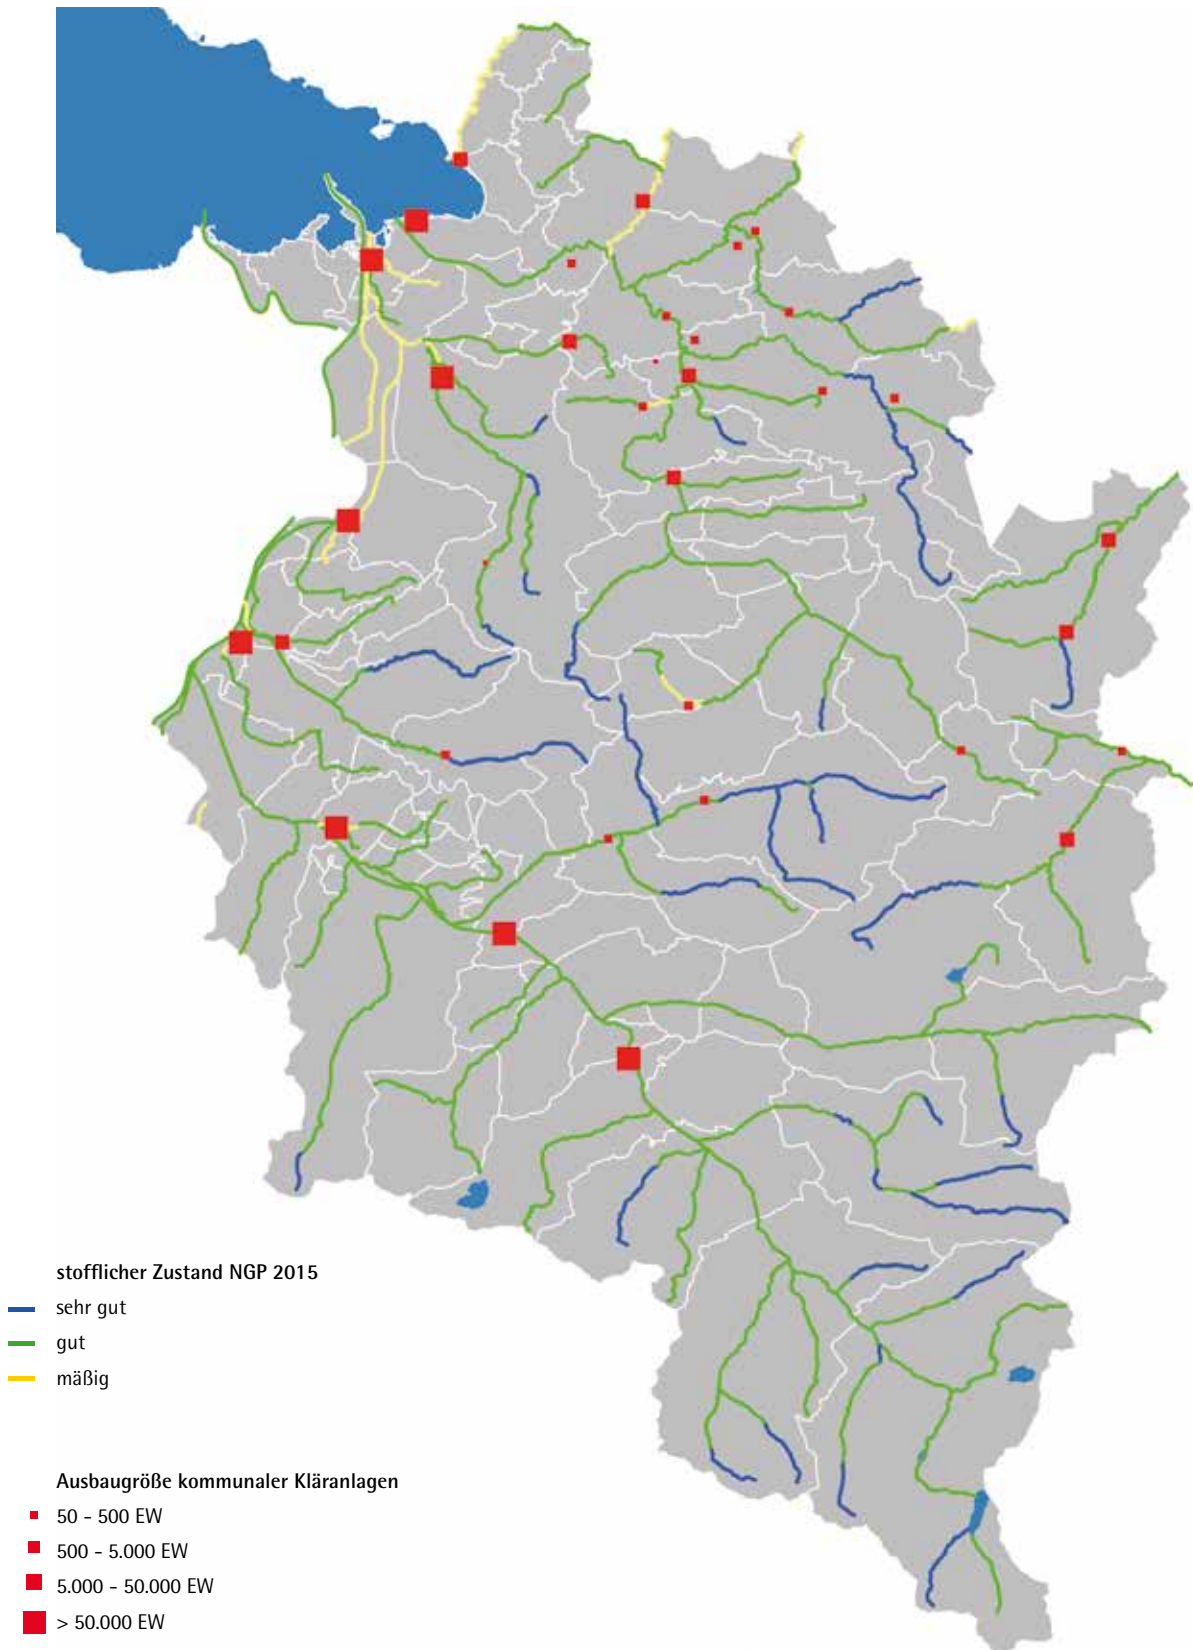 stofflicher Zustand NGP 2015
sehr gut
gut
mäßig
Ausbaugröße kommunaler Kläranlagen
50 - 500 EW
500 - 5.000 EW
5.000 - 50.000 EW
> 50.000 EW